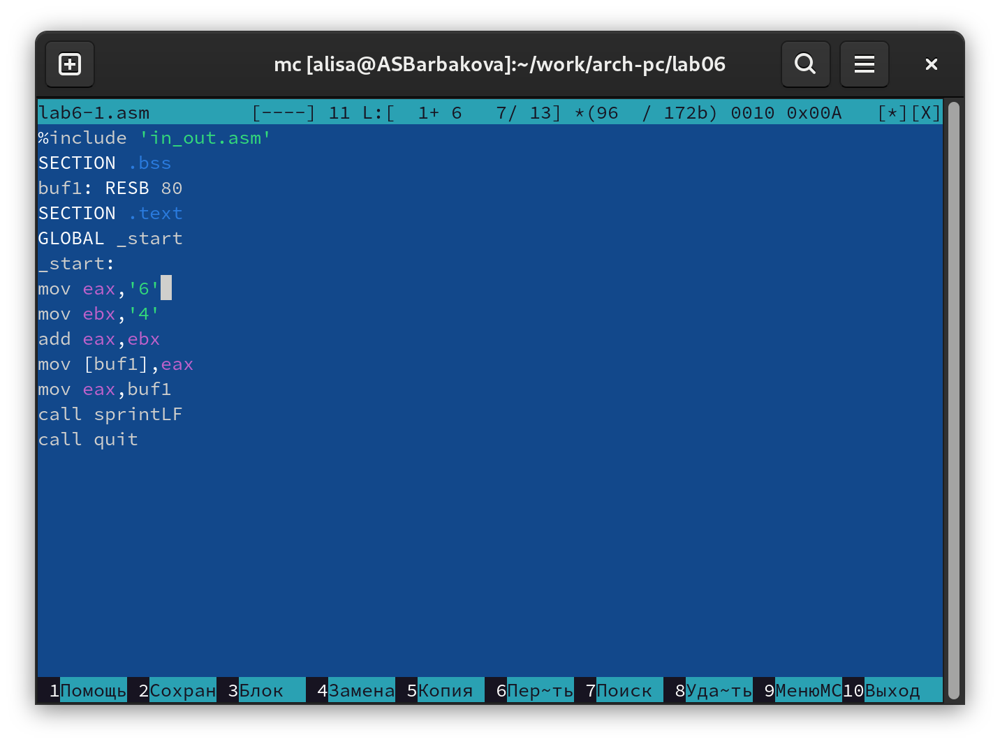 mc [alisa@ASBarbakova]:~/work/arch-pc/lab06
lab6-1.asm [----] 11 L:[ 1+ 6 7/ 13] *(96 / 172b) 0010 0x00A [*][X]
%include 'in_out.asm'
SECTION .bss
buf1: RESB 80
SECTION .text
GLOBAL _start
_start:
mov eax,'6'
mov ebx,'4'
add eax,ebx
mov [buf1],eax
mov eax,buf1
call sprintLF
call quit
1Помощь 2Сохран 3Блок 4Замена 5Копия 6Пер~ть 7Поиск 8Уда~ть 9МенюMC 10Выход